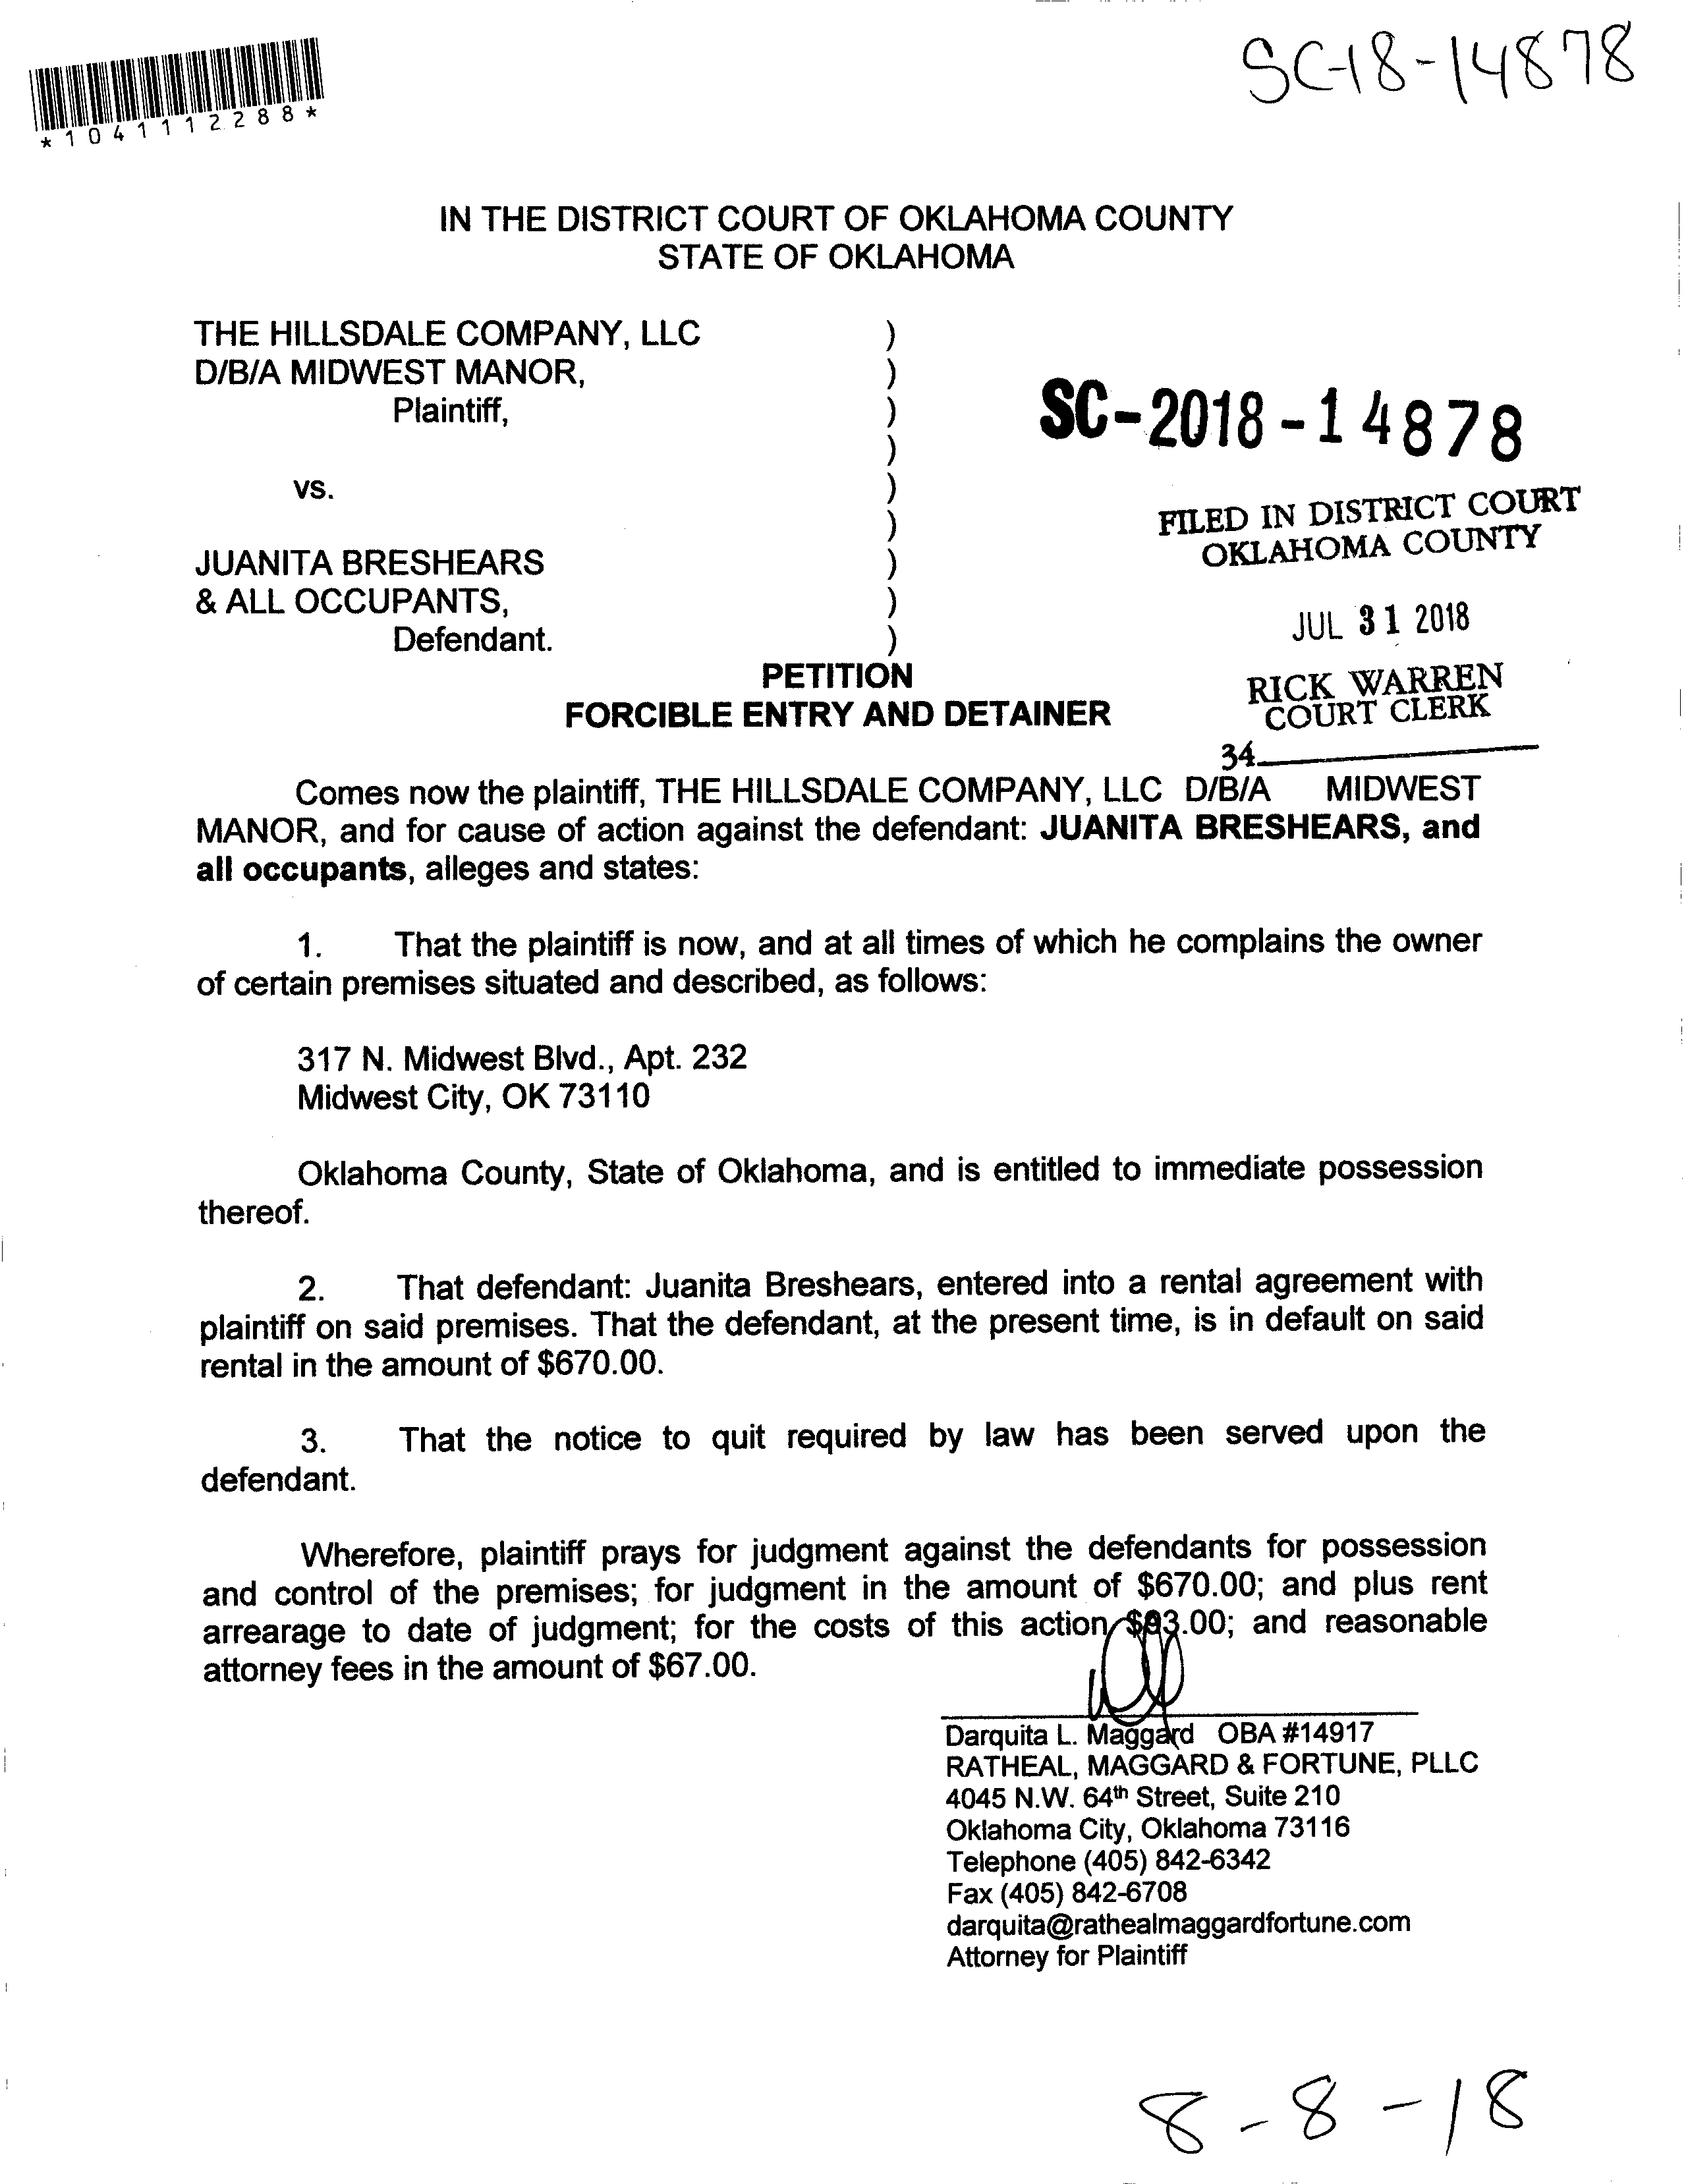 SC-18-14878
*1041112288*
IN THE DISTRICT COURT OF OKLAHOMA COUNTY
STATE OF OKLAHOMA
THE HILLSDALE COMPANY, LLC )
D/B/A MIDWEST MANOR, )
Plaintiff, )
)
vs. )
)
JUANITA BRESHEARS )
& ALL OCCUPANTS, )
Defendant. )
SC-2018-14878
FILED IN DISTRICT COURT
OKLAHOMA COUNTY
JUL 31 2018
RICK WARREN
COURT CLERK
34
PETITION
FORCIBLE ENTRY AND DETAINER
Comes now the plaintiff, THE HILLSDALE COMPANY, LLC D/B/A MIDWEST
MANOR, and for cause of action against the defendant: JUANITA BRESHEARS, and
all occupants, alleges and states:
1. That the plaintiff is now, and at all times of which he complains the owner
of certain premises situated and described, as follows:
317 N. Midwest Blvd., Apt. 232
Midwest City, OK 73110
Oklahoma County, State of Oklahoma, and is entitled to immediate possession
thereof.
2. That defendant: Juanita Breshears, entered into a rental agreement with
plaintiff on said premises. That the defendant, at the present time, is in default on said
rental in the amount of $670.00.
3. That the notice to quit required by law has been served upon the
defendant.
Wherefore, plaintiff prays for judgment against the defendants for possession
and control of the premises; for judgment in the amount of $670.00; and plus rent
arrearage to date of judgment; for the costs of this action and reasonable
attorney fees in the amount of $67.00.
Darquita L. Maggard OBA #14917
RATHEAL, MAGGARD & FORTUNE, PLLC
4045 N.W. 64th Street, Suite 210
Oklahoma City, Oklahoma 73116
Telephone (405) 842-6342
Fax (405) 842-6708
darquita@rathealmaggardfortune.com
Attorney for Plaintiff
8-8-18